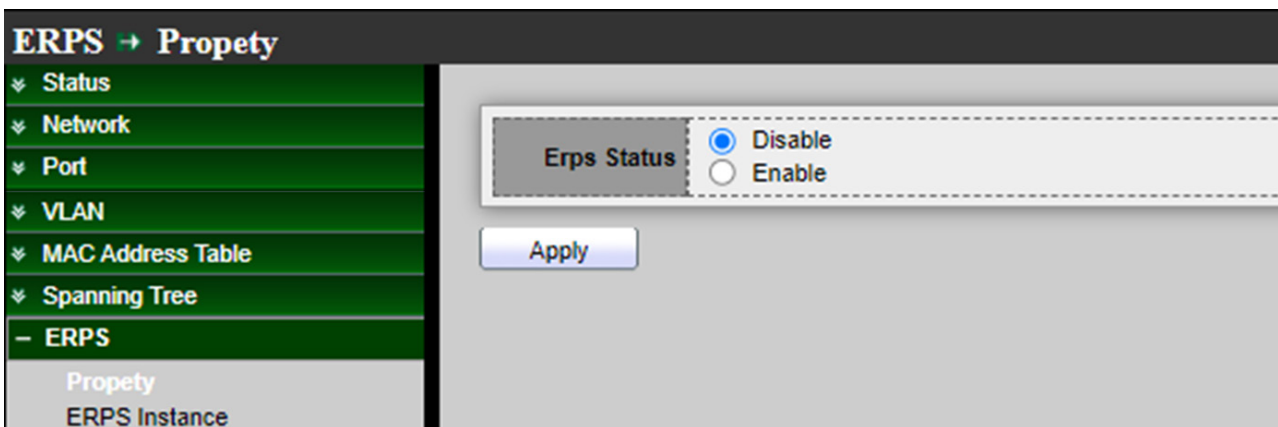 ERPS Propety
Status
Network
Port
VLAN
MAC Address Table
Spanning Tree
ERPS
Propety
ERPS Instance
Erps Status
Disable
Enable
Apply